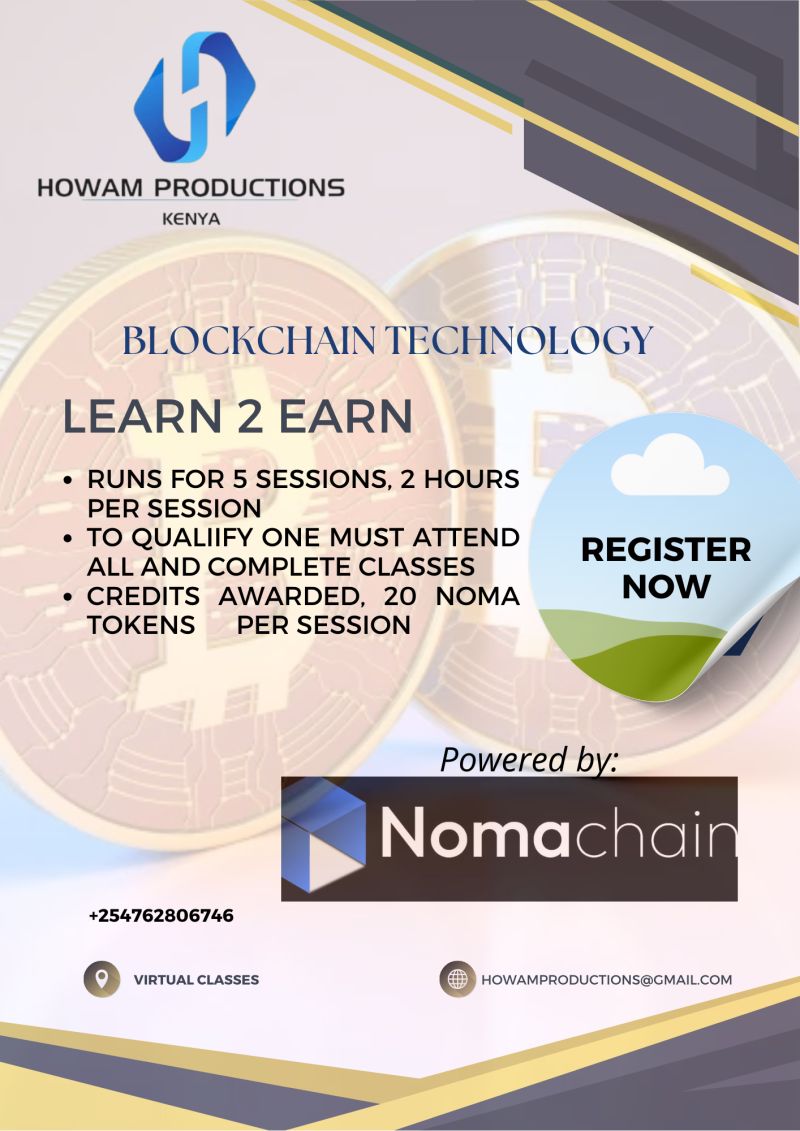 HOWAM PRODUCTIONS
KENYA
BLOCKCHAIN TECHNOLOGY
LEARN 2 EARN
• RUNS FOR 5 SESSIONS, 2 HOURS
PER SESSION
• TO QUALIIFY ONE MUST ATTEND
ALL AND COMPLETE CLASSES
• CREDITS AWARDED, 20 NOMA
TOKENS PER SESSION
REGISTER
NOW
Powered by:
Nomachain
+254762806746
VIRTUAL CLASSES
HOWAMPRODUCTIONS@GMAIL.COM